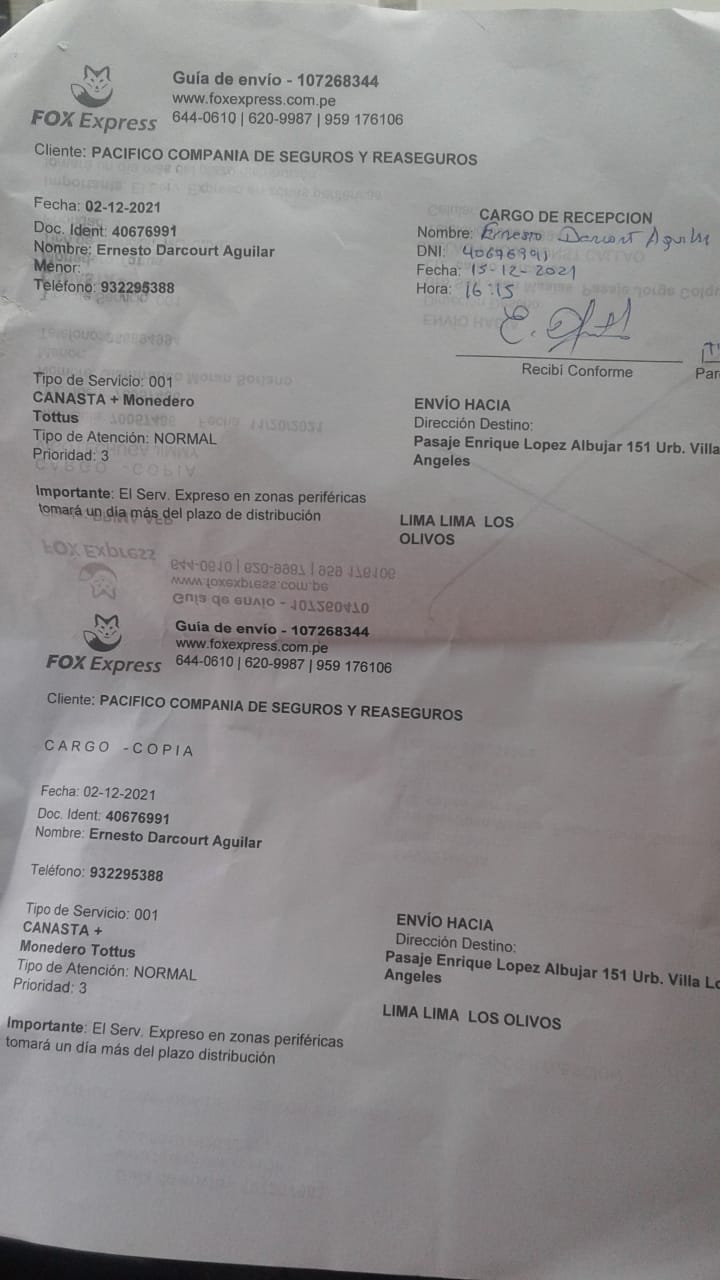 FOX Express
Guía de envío - 107268344
www.foxexpress.com.pe
644-0610 | 620-9987 | 959 176106
Cliente: PACIFICO COMPANIA DE SEGUROS Y REASEGUROS
Fecha: 02-12-2021
Doc. Ident: 40676991
Nombre: Ernesto Darcourt Aguilar
Menor:
Teléfono: 932295388
CARGO DE RECEPCION
Nombre: Ernesto Darcort Aguilar
DNI: 40676991
Fecha: 15-12-2021
Hora: 16:15
Recibí Conforme
Par
Tipo de Servicio: 001
CANASTA + Monedero
Tottus
Tipo de Atención: NORMAL
Prioridad: 3
ENVÍO HACIA
Dirección Destino:
Pasaje Enrique Lopez Albujar 151 Urb. Villa
Angeles
Importante: El Serv. Expreso en zonas periféricas
tomará un día más del plazo de distribución
LIMA LIMA LOS
OLIVOS
FOX Express
Guía de envío - 107268344
www.foxexpress.com.pe
644-0610 | 620-9987 | 959 176106
Cliente: PACIFICO COMPANIA DE SEGUROS Y REASEGUROS
CARGO - COPIA
Fecha: 02-12-2021
Doc. Ident: 40676991
Nombre: Ernesto Darcourt Aguilar
Teléfono: 932295388
Tipo de Servicio: 001
CANASTA +
Monedero Tottus
Tipo de Atención: NORMAL
Prioridad: 3
ENVÍO HACIA
Dirección Destino:
Pasaje Enrique Lopez Albujar 151 Urb. Villa Lo
Angeles
LIMA LIMA LOS OLIVOS
Importante: El Serv. Expreso en zonas periféricas
tomará un día más del plazo distribución